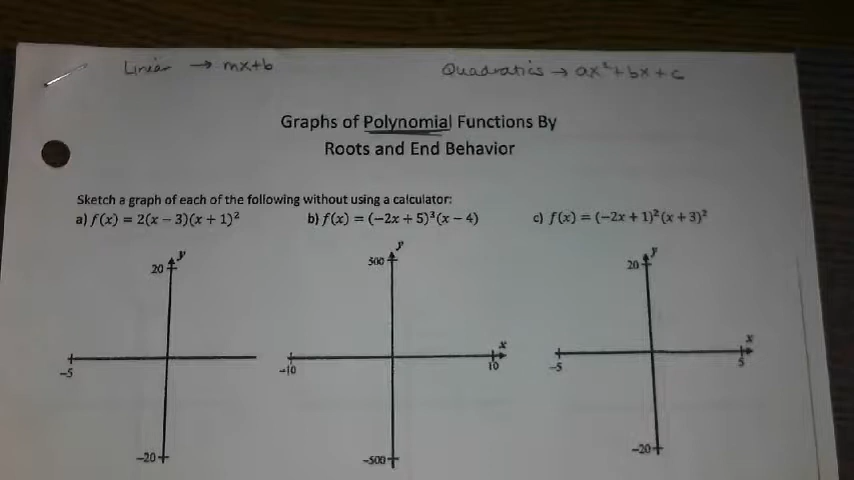 Linear → mx+b Quadratics → ax²+bx+c
Graphs of Polynomial Functions By
Roots and End Behavior
Sketch a graph of each of the following without using a calculator:
a) f(x) = 2(x − 3)(x + 1)² b) f(x) = (−2x + 5)³(x − 4) c) f(x) = (−2x + 1)²(x + 3)²
y y y
20 500 20
x x
−5 −10 10 −5 5
−20 −500 −20